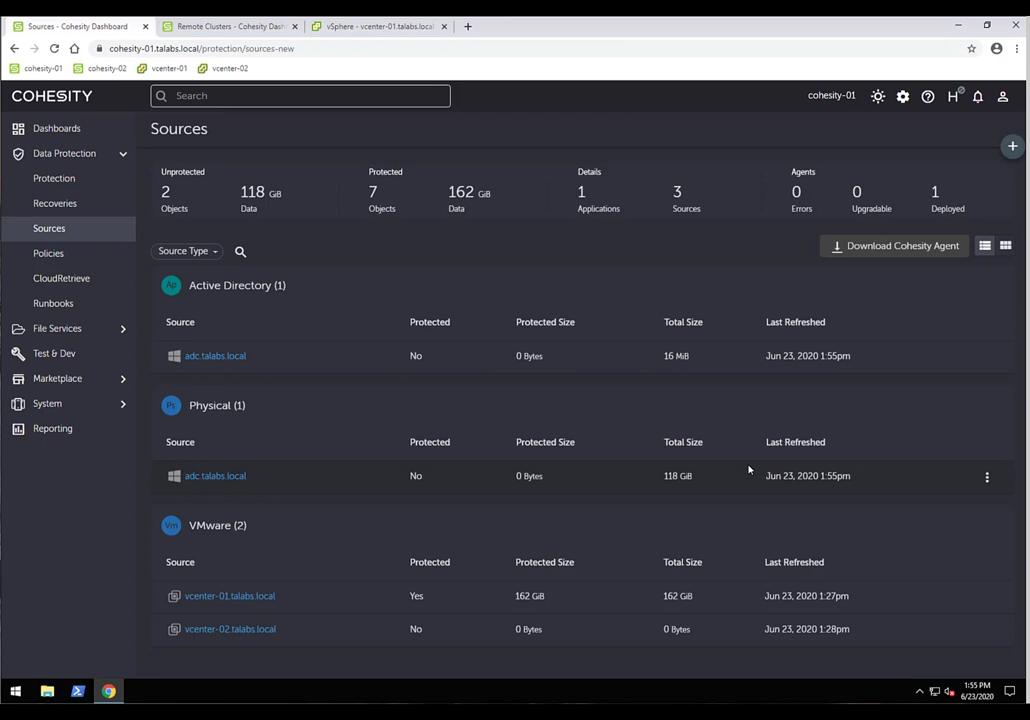 Sources - Cohesity Dashboard
Remote Clusters - Cohesity Dash
vSphere - vcenter-01.talabs.local
cohesity-01.talabs.local/protection/sources-new
cohesity-01 cohesity-02 vcenter-01 vcenter-02
COHESITY
Search
cohesity-01
H
Dashboards
Data Protection
Protection
Recoveries
Sources
Policies
CloudRetrieve
Runbooks
File Services
Test & Dev
Marketplace
System
Reporting
Sources
Unprotected Protected Details Agents
2 118 GiB 7 162 GiB 1 3 0 0 1
Objects Data Objects Data Applications Sources Errors Upgradable Deployed
Source Type
Download Cohesity Agent
Ap Active Directory (1)
Source Protected Protected Size Total Size Last Refreshed
adc.talabs.local No 0 Bytes 16 MiB Jun 23, 2020 1:55pm
Ps Physical (1)
Source Protected Protected Size Total Size Last Refreshed
adc.talabs.local No 0 Bytes 118 GiB Jun 23, 2020 1:55pm
Vm VMware (2)
Source Protected Protected Size Total Size Last Refreshed
vcenter-01.talabs.local Yes 162 GiB 162 GiB Jun 23, 2020 1:27pm
vcenter-02.talabs.local No 0 Bytes 0 Bytes Jun 23, 2020 1:28pm
1:55 PM
6/23/2020